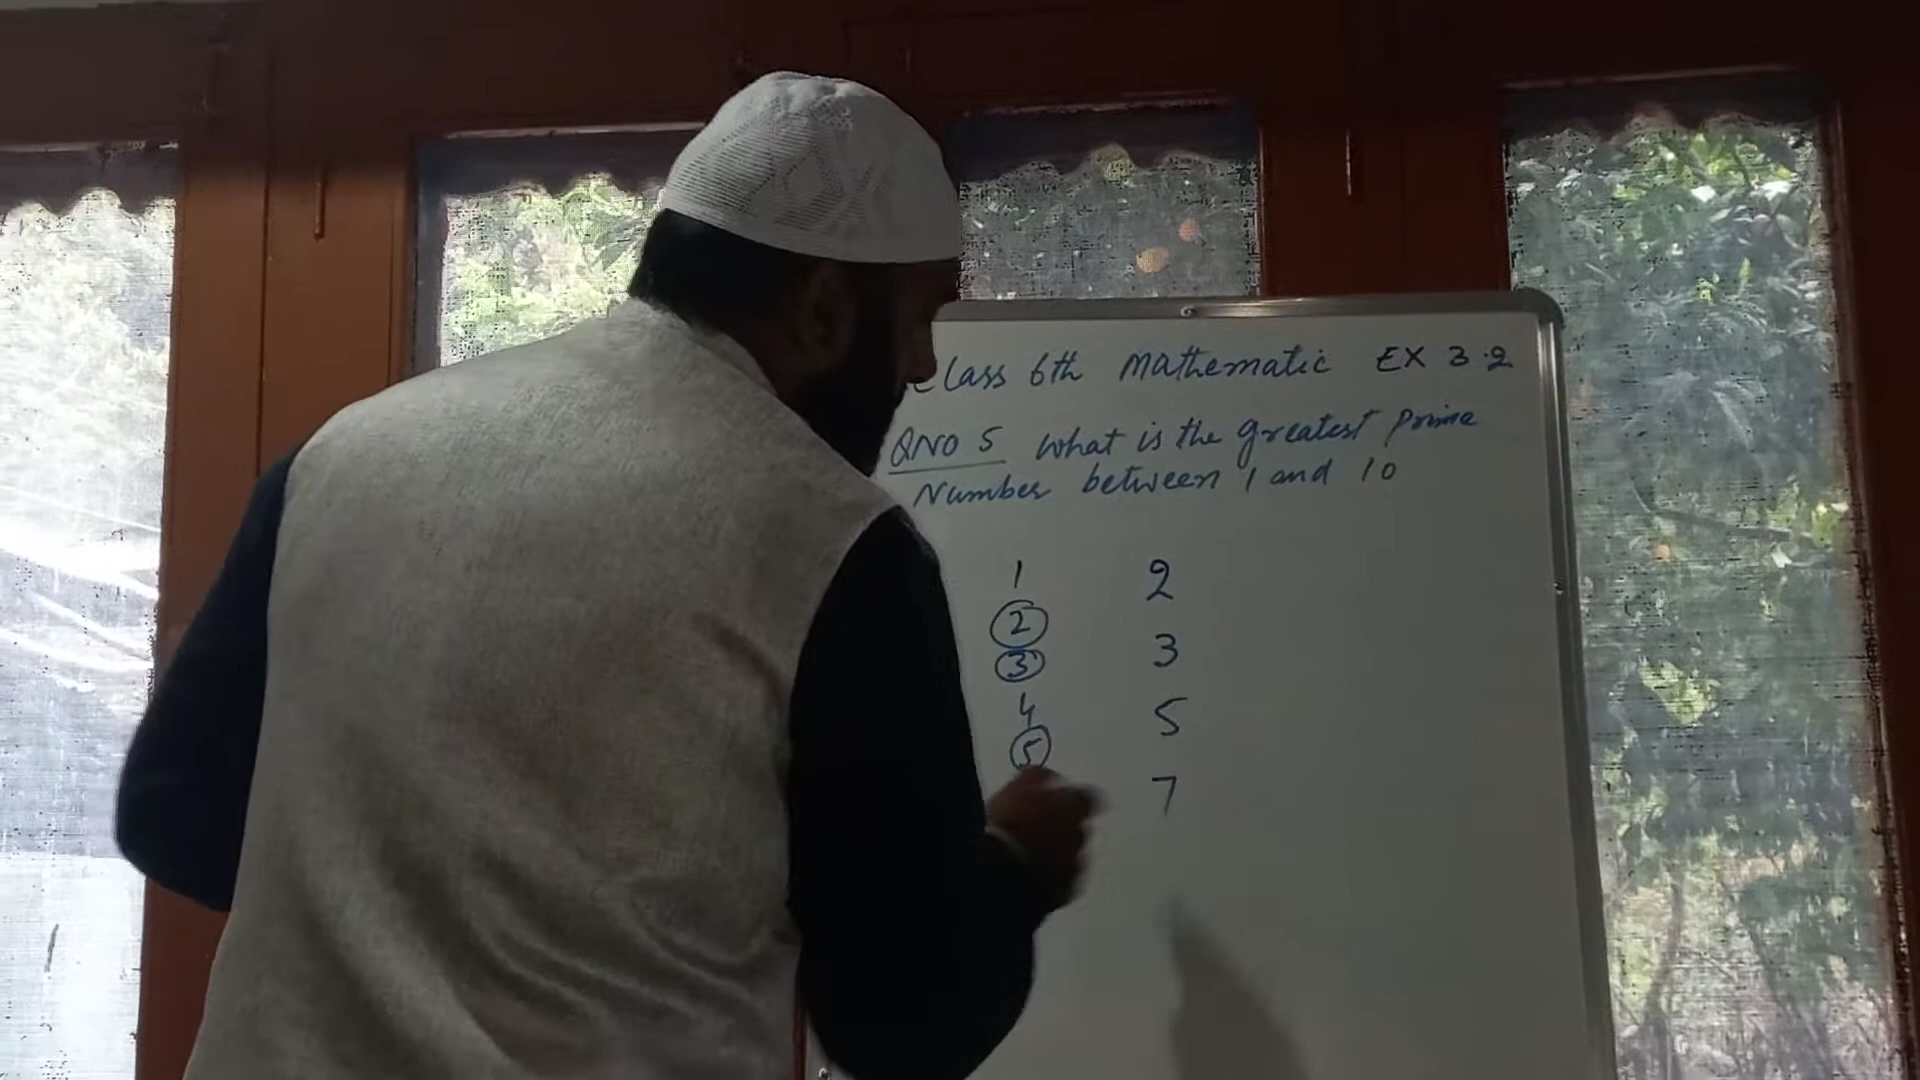 Class 6th Mathematic EX 3.2
QNO 5 What is the greatest Prime
Number between 1 and 10
1 2
2
3 3
4
5 5
7